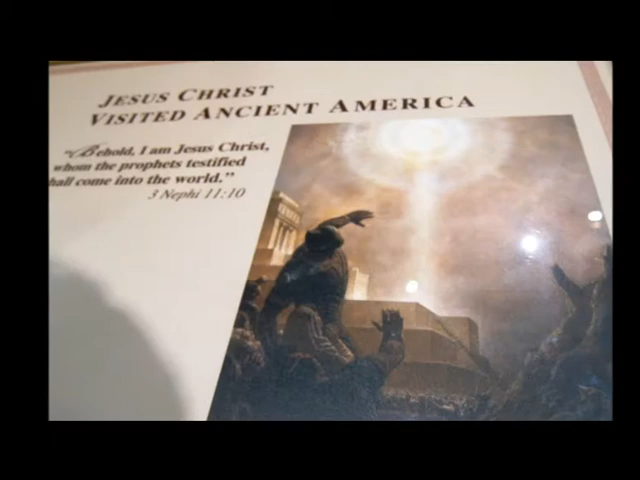 JESUS CHRIST
VISITED ANCIENT AMERICA
"Behold, I am Jesus Christ,
whom the prophets testified
hall come into the world."
3 Nephi 11:10